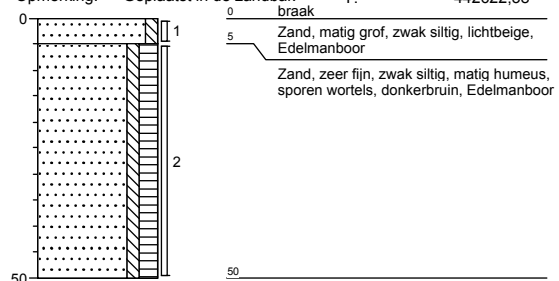 0
braak
0
1
Zand, matig grof, zwak siltig, lichtbeige,
Edelmanboor
5
Zand, zeer fijn, zwak siltig, matig humeus,
sporen wortels, donkerbruin, Edelmanboor
2
50
50